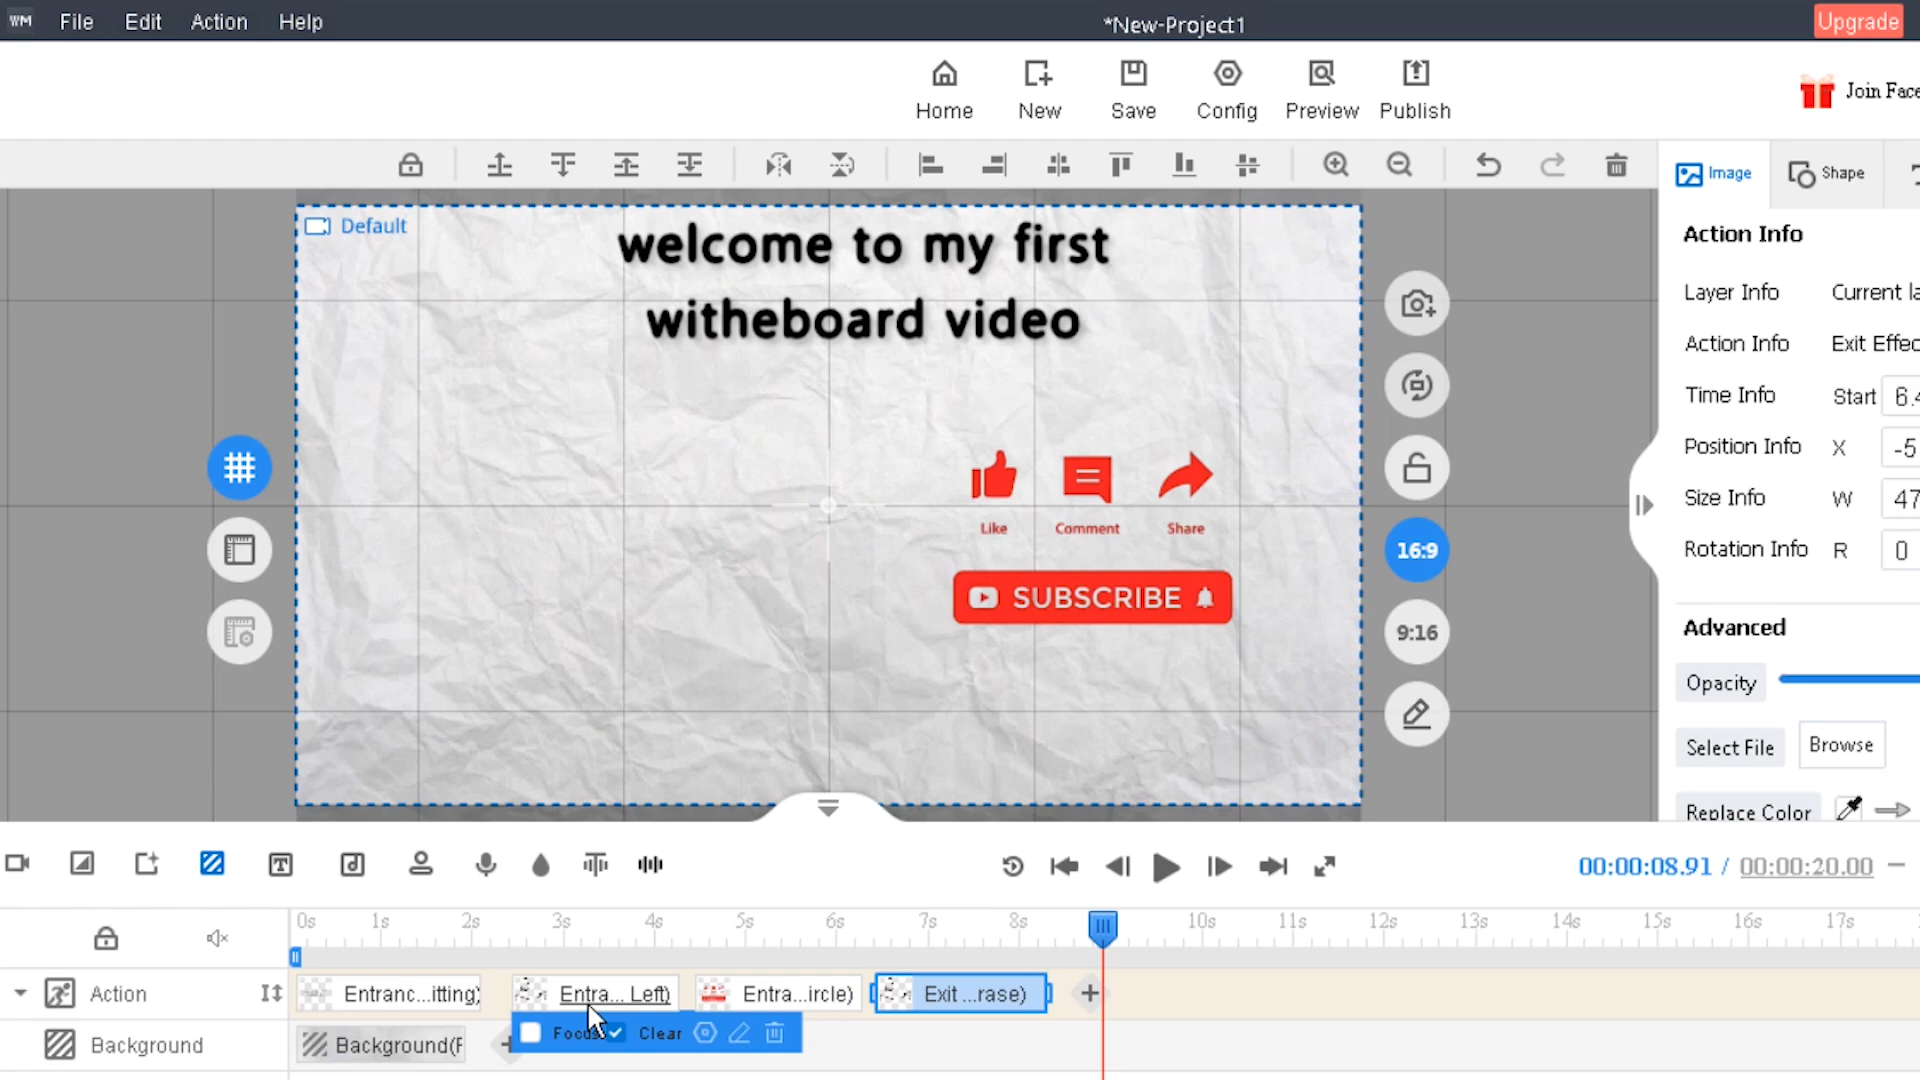 WM File Edit Action Help *New-Project1 Upgrade
Home New Save Config Preview Publish
Join Face
Image Shape
Default
welcome to my first
witheboard video
Like Comment Share
SUBSCRIBE
16:9
9:16
Action Info
Layer Info Current la
Action Info Exit Effec
Time Info Start 6.4
Position Info X -5
Size Info W 47
Rotation Info R 0
Advanced
Opacity
Select File Browse
Replace Color
00:00:08.91 / 00:00:20.00
0s 1s 2s 3s 4s 5s 6s 7s 8s 10s 11s 12s 13s 14s 15s 16s 17s
Action Entranc...itting) Entra... Left) Entra...ircle) Exit ...rase)
Focus Clear
Background Background(F